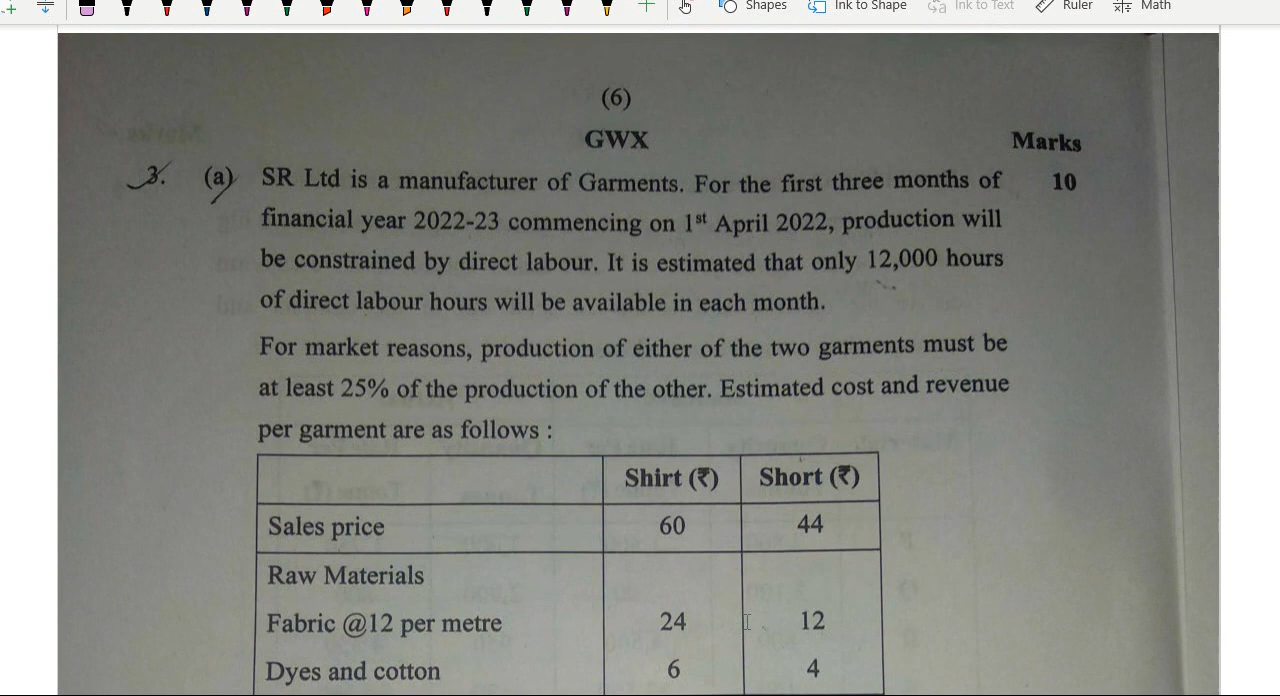 Shapes Ink to Shape Ink to Text Ruler Math
(6)
GWX
Marks
3. (a) SR Ltd is a manufacturer of Garments. For the first three months of 10
financial year 2022-23 commencing on 1st April 2022, production will
be constrained by direct labour. It is estimated that only 12,000 hours
of direct labour hours will be available in each month.
For market reasons, production of either of the two garments must be
at least 25% of the production of the other. Estimated cost and revenue
per garment are as follows :
Shirt (₹) Short (₹)
Sales price 60 44
Raw Materials
Fabric @12 per metre 24 12
Dyes and cotton 6 4